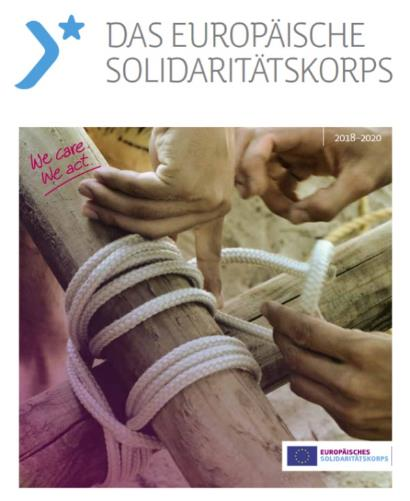 DAS EUROPÄISCHE
SOLIDARITÄTSKORPS
2018-2020
We care.
We act.
EUROPÄISCHES
SOLIDARITÄTSKORPS